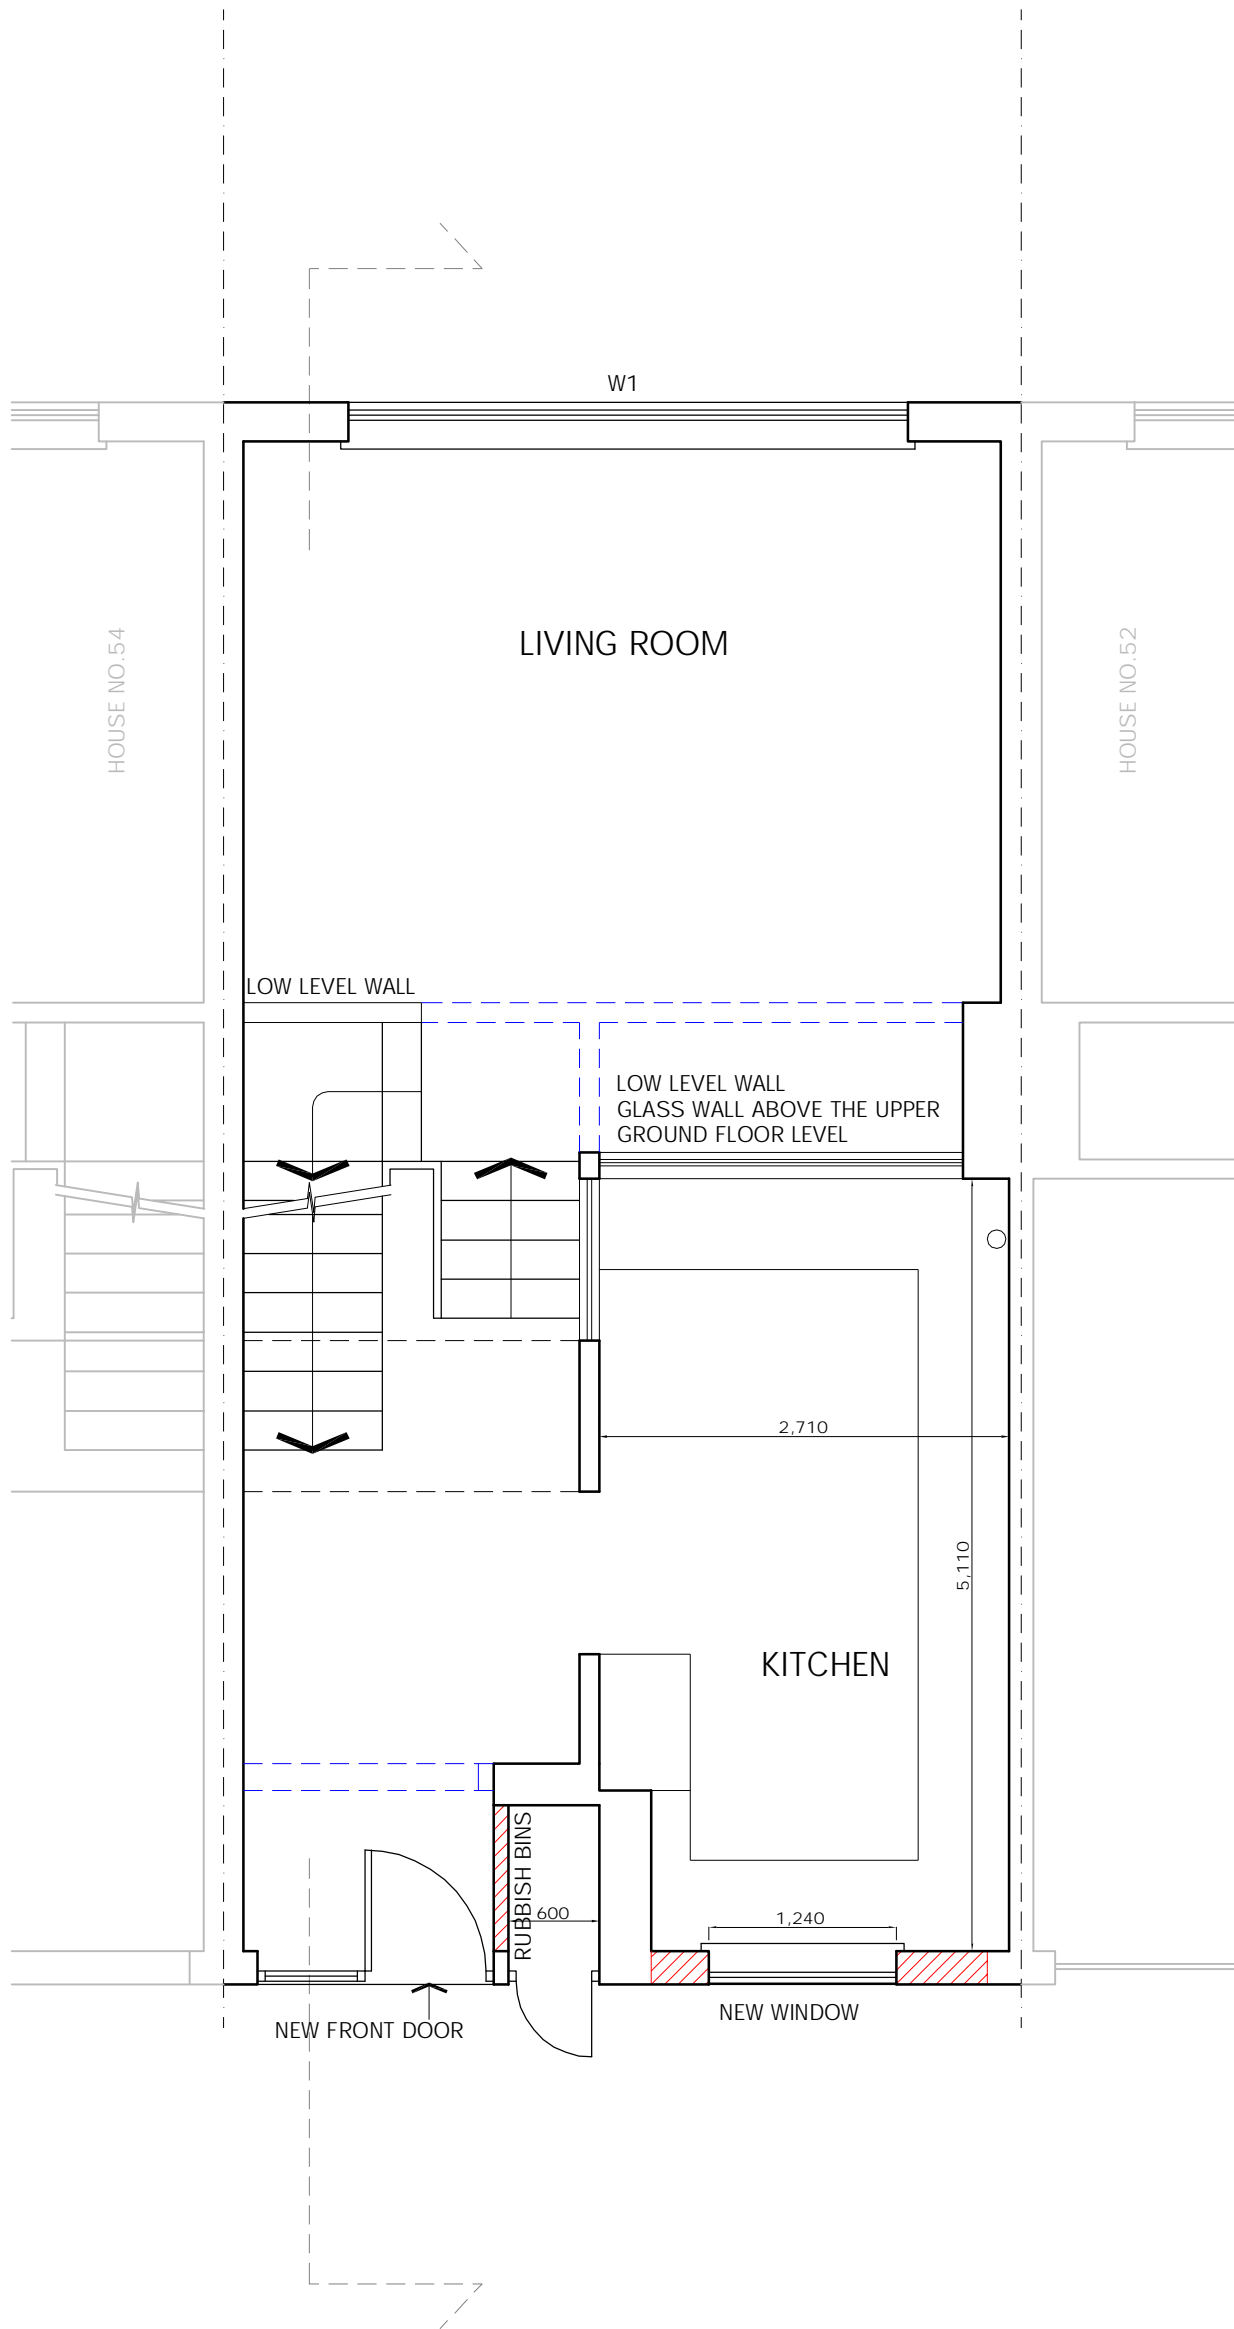 W1
LIVING ROOM
HOUSE NO.54
HOUSE NO.52
LOW LEVEL WALL
LOW LEVEL WALL
GLASS WALL ABOVE THE UPPER
GROUND FLOOR LEVEL
2,710
5,110
KITCHEN
RUBBISH BINS
600
1,240
NEW WINDOW
NEW FRONT DOOR